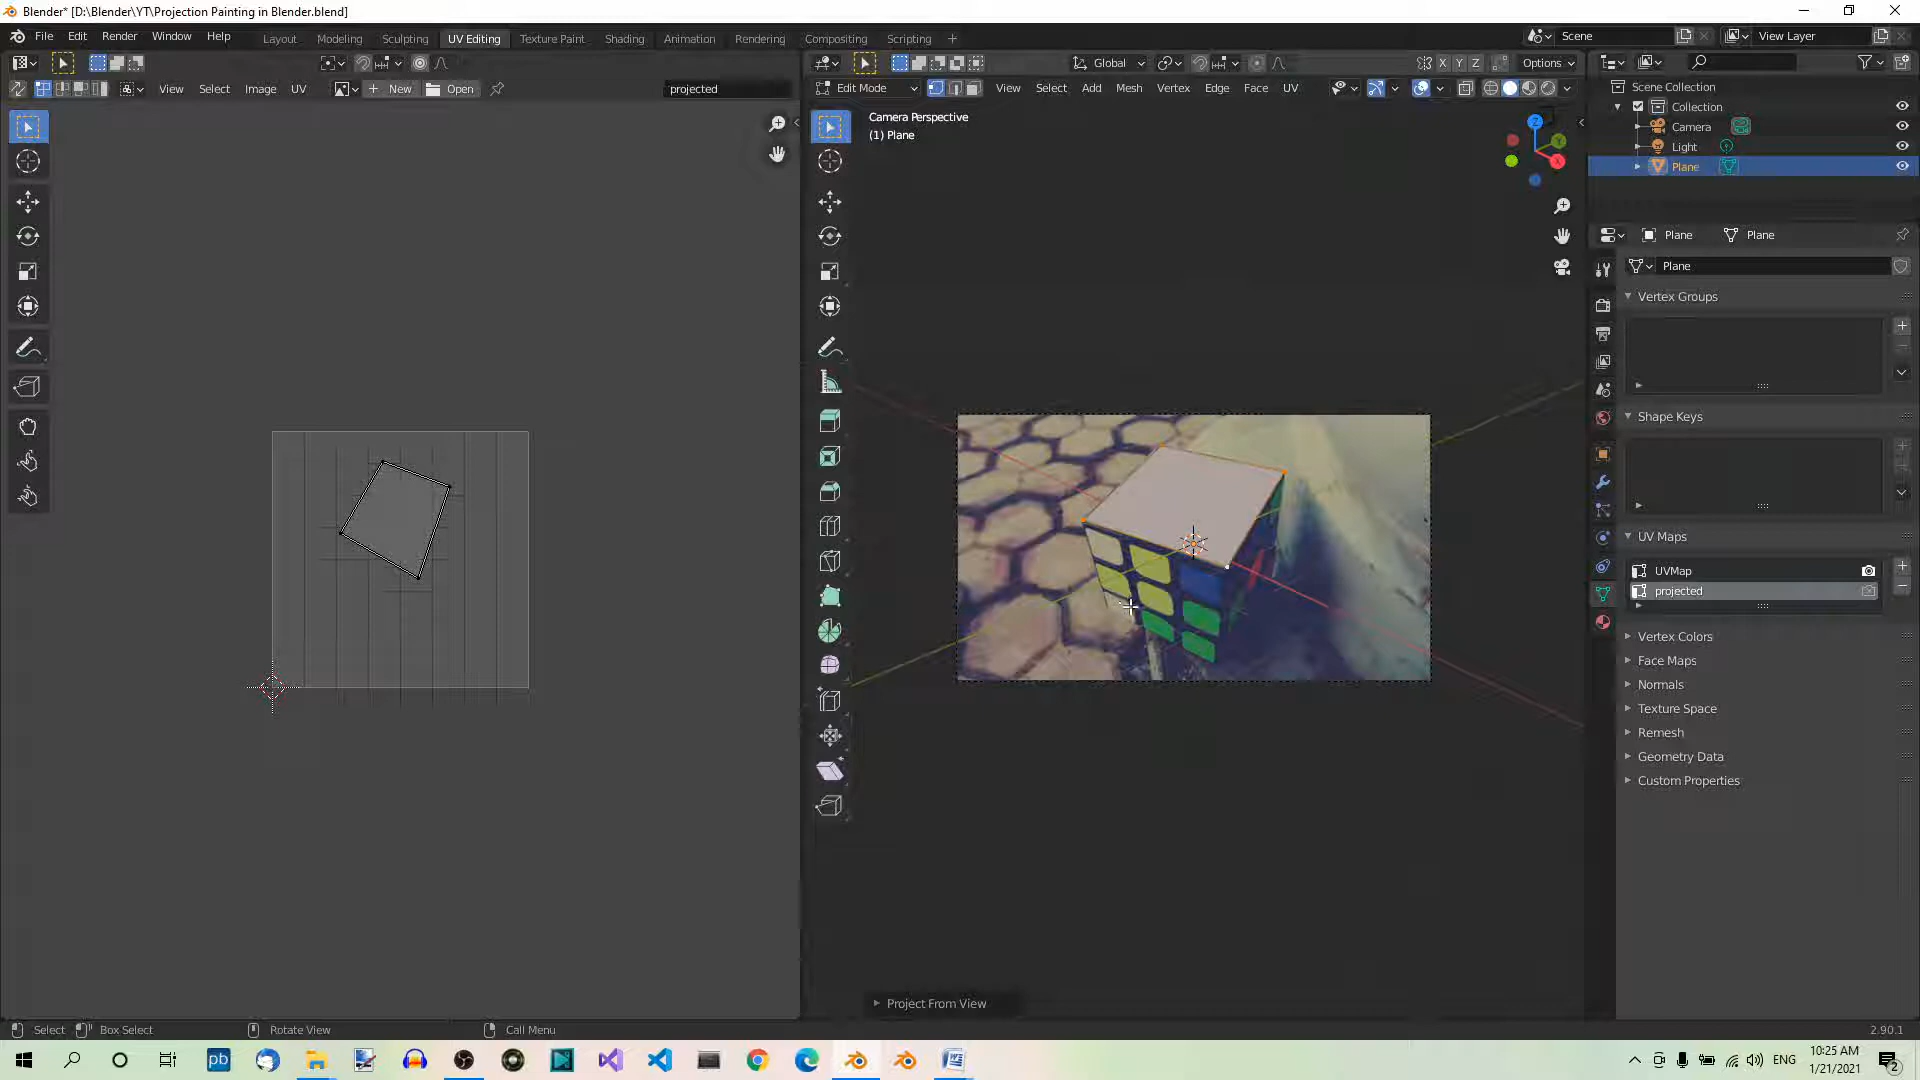 Blender* [D:\Blender\YT\Projection Painting in Blender.blend]
File Edit Render Window Help
Layout Modeling Sculpting UV Editing Texture Paint Shading Animation Rendering Compositing Scripting
Scene
View Layer
Global
X Y Z
Options
View Select Image UV
New
Open
projected
Edit Mode
View Select Add Mesh Vertex Edge Face UV
Camera Perspective
(1) Plane
Z
Y
X
Scene Collection
Collection
Camera
Light
Plane
Plane
Plane
Plane
Vertex Groups
Shape Keys
UV Maps
UVMap
projected
Vertex Colors
Face Maps
Normals
Texture Space
Remesh
Geometry Data
Custom Properties
Project From View
Select
Box Select
Rotate View
Call Menu
2.90.1
pb
ENG
10:25 AM
1/21/2021
2